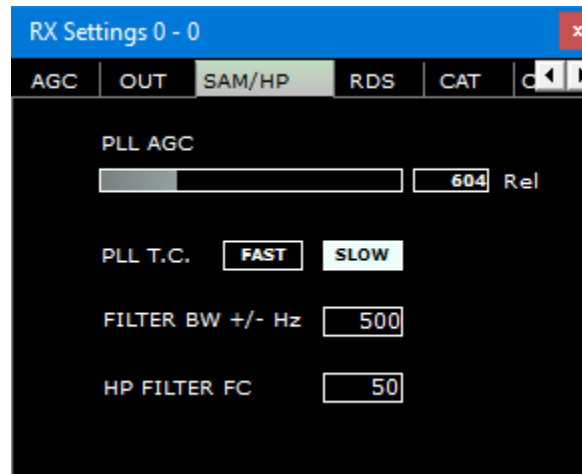 RX Settings 0 - 0 x
AGC OUT SAM/HP RDS CAT
PLL AGC
604 Rel
PLL T.C. FAST SLOW
FILTER BW +/- Hz 500
HP FILTER FC 50